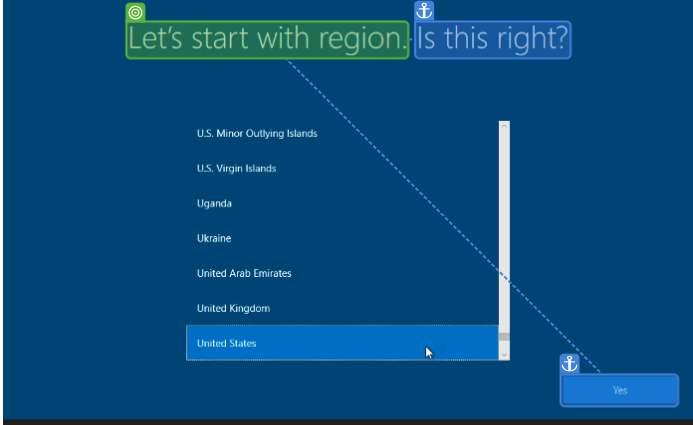 Let's start with region. Is this right?
U.S. Minor Outlying Islands
U.S. Virgin Islands
Uganda
Ukraine
United Arab Emirates
United Kingdom
United States
Yes